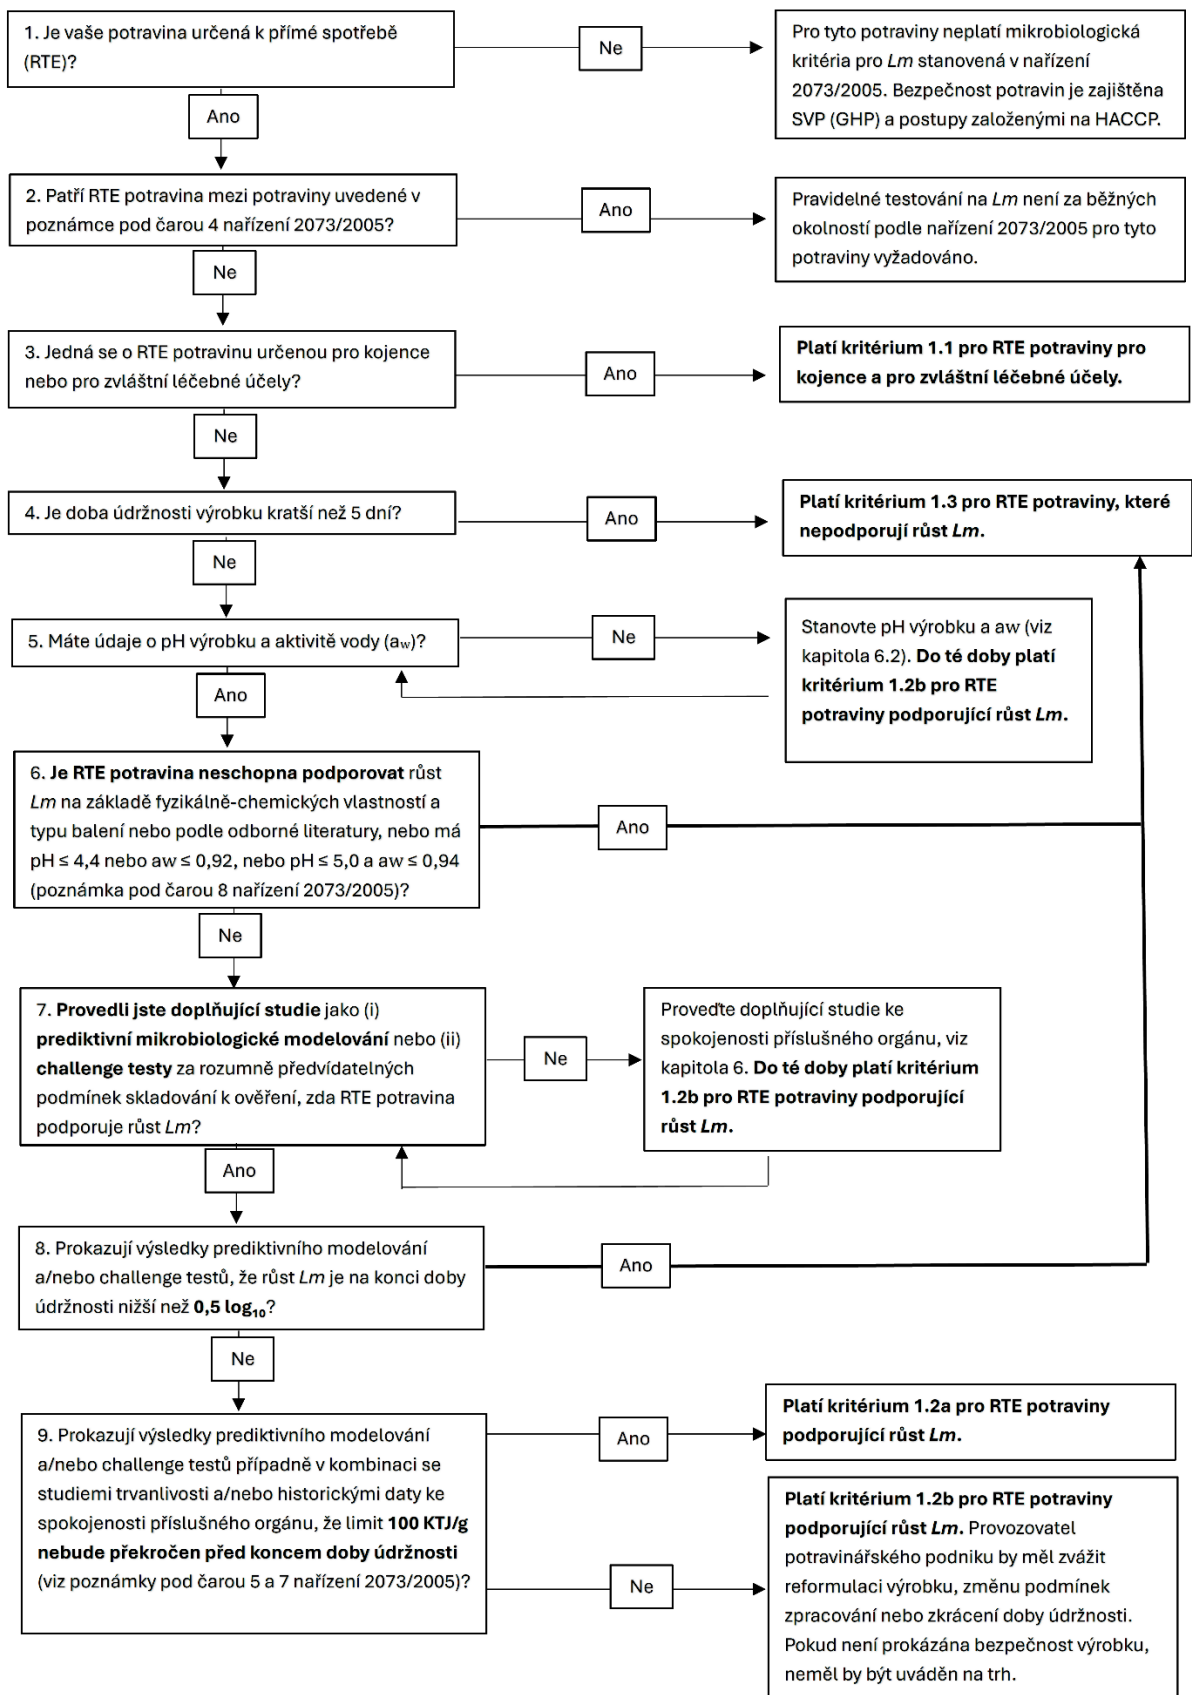 1. Je vaše potravina určená k přímé spotřebě
(RTE)?
Ne
Pro tyto potraviny neplatí mikrobiologická
kritéria pro Lm stanovená v nařízení
2073/2005. Bezpečnost potravin je zajištěna
SVP (GHP) a postupy založenými na HACCP.
Ano
2. Patří RTE potravina mezi potraviny uvedené v
poznámce pod čarou 4 nařízení 2073/2005?
Ano
Pravidelné testování na Lm není za běžných
okolností podle nařízení 2073/2005 pro tyto
potraviny vyžadováno.
Ne
3. Jedná se o RTE potravinu určenou pro kojence
nebo pro zvláštní léčebné účely?
Ano
Platí kritérium 1.1 pro RTE potraviny pro
kojence a pro zvláštní léčebné účely.
Ne
4. Je doba údržnosti výrobku kratší než 5 dní?
Ano
Platí kritérium 1.3 pro RTE potraviny, které
nepodporují růst Lm.
Ne
5. Máte údaje o pH výrobku a aktivitě vody (aw)?
Ne
Stanovte pH výrobku a aw (viz
kapitola 6.2). Do té doby platí
kritérium 1.2b pro RTE
potraviny podporující růst Lm.
Ano
6. Je RTE potravina neschopna podporovat růst
Lm na základě fyzikálně-chemických vlastností a
typu balení nebo podle odborné literatury, nebo má
pH ≤ 4,4 nebo aw ≤ 0,92, nebo pH ≤ 5,0 a aw ≤ 0,94
(poznámka pod čarou 8 nařízení 2073/2005)?
Ano
Ne
7. Provedli jste doplňující studie jako (i)
prediktivní mikrobiologické modelování nebo (ii)
challenge testy za rozumně předvídatelných
podmínek skladování k ověření, zda RTE potravina
podporuje růst Lm?
Ne
Proveďte doplňující studie ke
spokojenosti příslušného orgánu, viz
kapitola 6. Do té doby platí kritérium
1.2b pro RTE potraviny podporující
růst Lm.
Ano
8. Prokazují výsledky prediktivního modelování
a/nebo challenge testů, že růst Lm je na konci doby
údržnosti nižší než 0,5 log10?
Ano
Ne
9. Prokazují výsledky prediktivního modelování
a/nebo challenge testů případně v kombinaci se
studiemi trvanlivosti a/nebo historickými daty ke
spokojenosti příslušného orgánu, že limit 100 KTJ/g
nebude překročen před koncem doby údržnosti
(viz poznámky pod čarou 5 a 7 nařízení 2073/2005)?
Ano
Platí kritérium 1.2a pro RTE potraviny
podporující růst Lm.
Ne
Platí kritérium 1.2b pro RTE potraviny
podporující růst Lm. Provozovatel
potravinářského podniku by měl zvážit
reformulaci výrobku, změnu podmínek
zpracování nebo zkrácení doby údržnosti.
Pokud není prokázána bezpečnost výrobku,
neměl by být uváděn na trh.